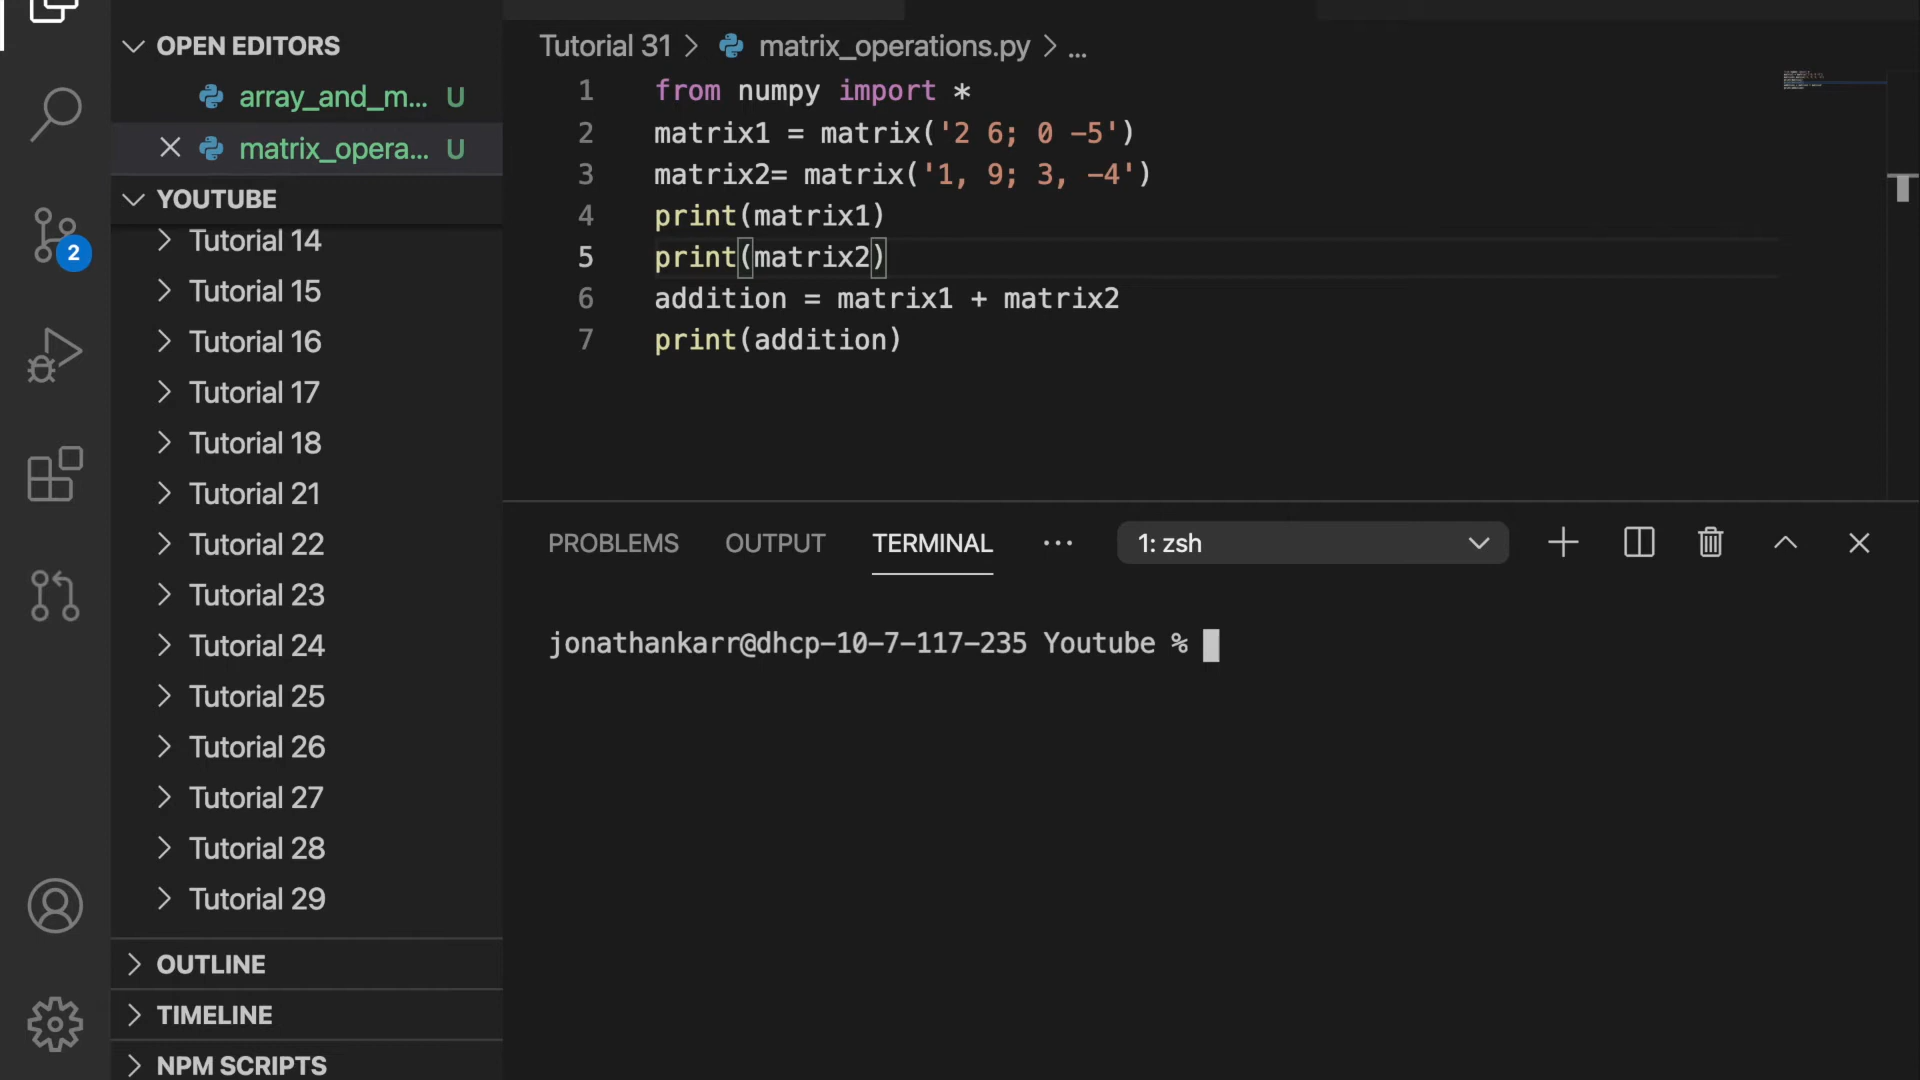 OPEN EDITORS
array_and_m... U
matrix_opera... U
YOUTUBE
Tutorial 14
Tutorial 15
Tutorial 16
Tutorial 17
Tutorial 18
Tutorial 21
Tutorial 22
Tutorial 23
Tutorial 24
Tutorial 25
Tutorial 26
Tutorial 27
Tutorial 28
Tutorial 29
OUTLINE
TIMELINE
NPM SCRIPTS
2
Tutorial 31 > matrix_operations.py > ...
1 from numpy import *
2 matrix1 = matrix('2 6; 0 -5')
3 matrix2= matrix('1, 9; 3, -4')
4 print(matrix1)
5 print(matrix2)
6 addition = matrix1 + matrix2
7 print(addition)
PROBLEMS OUTPUT TERMINAL ... 1: zsh
jonathankarr@dhcp-10-7-117-235 Youtube %